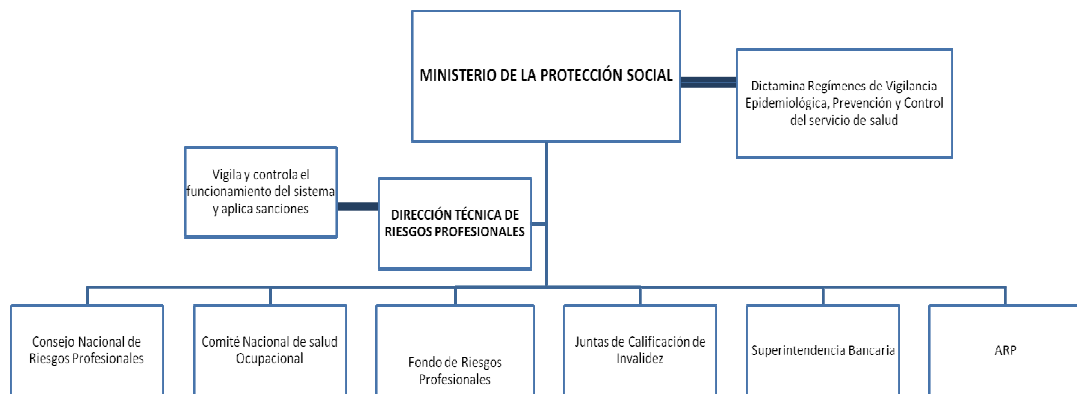 MINISTERIO DE LA PROTECCIÓN SOCIAL
Dictamina Regímenes de Vigilancia
Epidemiológica, Prevención y Control
del servicio de salud
Vigila y controla el
funcionamiento del sistema
y aplica sanciones
DIRECCIÓN TÉCNICA DE
RIESGOS PROFESIONALES
Consejo Nacional de
Riesgos Profesionales
Comité Nacional de salud
Ocupacional
Fondo de Riesgos
Profesionales
Juntas de Calificación de
Invalidez
Superintendencia Bancaria
ARP